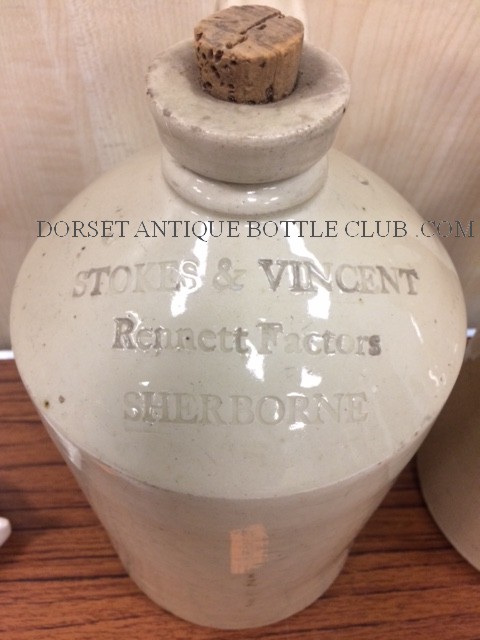 DORSET ANTIQUE BOTTLE CLUB .COM
STOKES & VINCENT
Rennett Factors
SHERBORNE